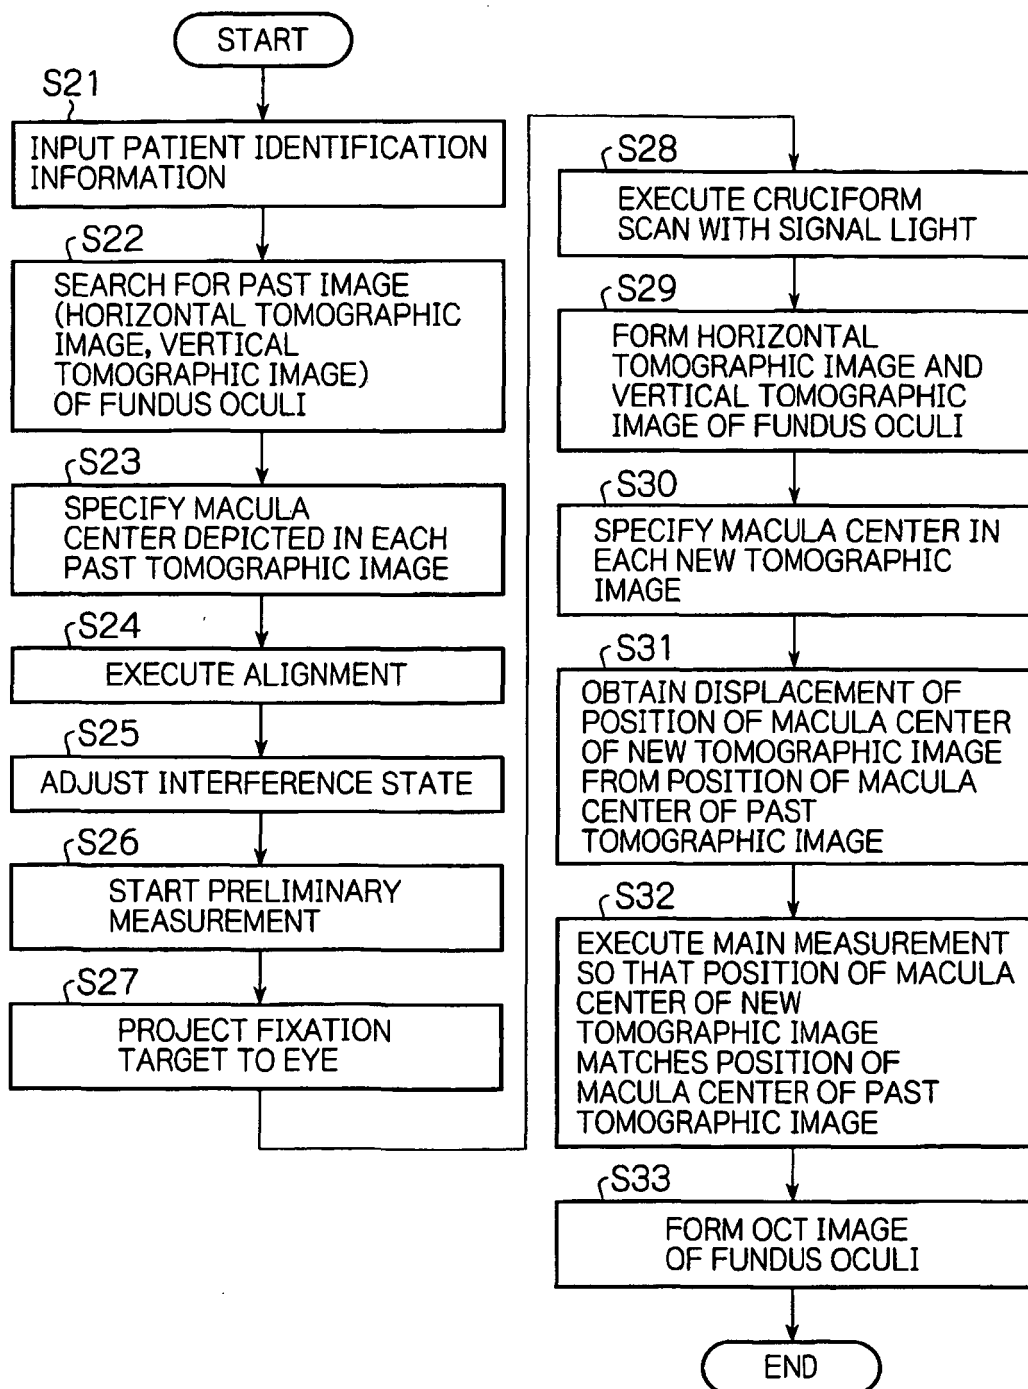 START
S21
INPUT PATIENT IDENTIFICATION
INFORMATION
S22
SEARCH FOR PAST IMAGE
(HORIZONTAL TOMOGRAPHIC
IMAGE, VERTICAL
TOMOGRAPHIC IMAGE)
OF FUNDUS OCULI
S23
SPECIFY MACULA
CENTER DEPICTED IN EACH
PAST TOMOGRAPHIC IMAGE
S24
EXECUTE ALIGNMENT
S25
ADJUST INTERFERENCE STATE
S26
START PRELIMINARY
MEASUREMENT
S27
PROJECT FIXATION
TARGET TO EYE
S28
EXECUTE CRUCIFORM
SCAN WITH SIGNAL LIGHT
S29
FORM HORIZONTAL
TOMOGRAPHIC IMAGE AND
VERTICAL TOMOGRAPHIC
IMAGE OF FUNDUS OCULI
S30
SPECIFY MACULA CENTER IN
EACH NEW TOMOGRAPHIC
IMAGE
S31
OBTAIN DISPLACEMENT OF
POSITION OF MACULA CENTER
OF NEW TOMOGRAPHIC IMAGE
FROM POSITION OF MACULA
CENTER OF PAST
TOMOGRAPHIC IMAGE
S32
EXECUTE MAIN MEASUREMENT
SO THAT POSITION OF MACULA
CENTER OF NEW
TOMOGRAPHIC IMAGE
MATCHES POSITION OF
MACULA CENTER OF PAST
TOMOGRAPHIC IMAGE
S33
FORM OCT IMAGE
OF FUNDUS OCULI
END